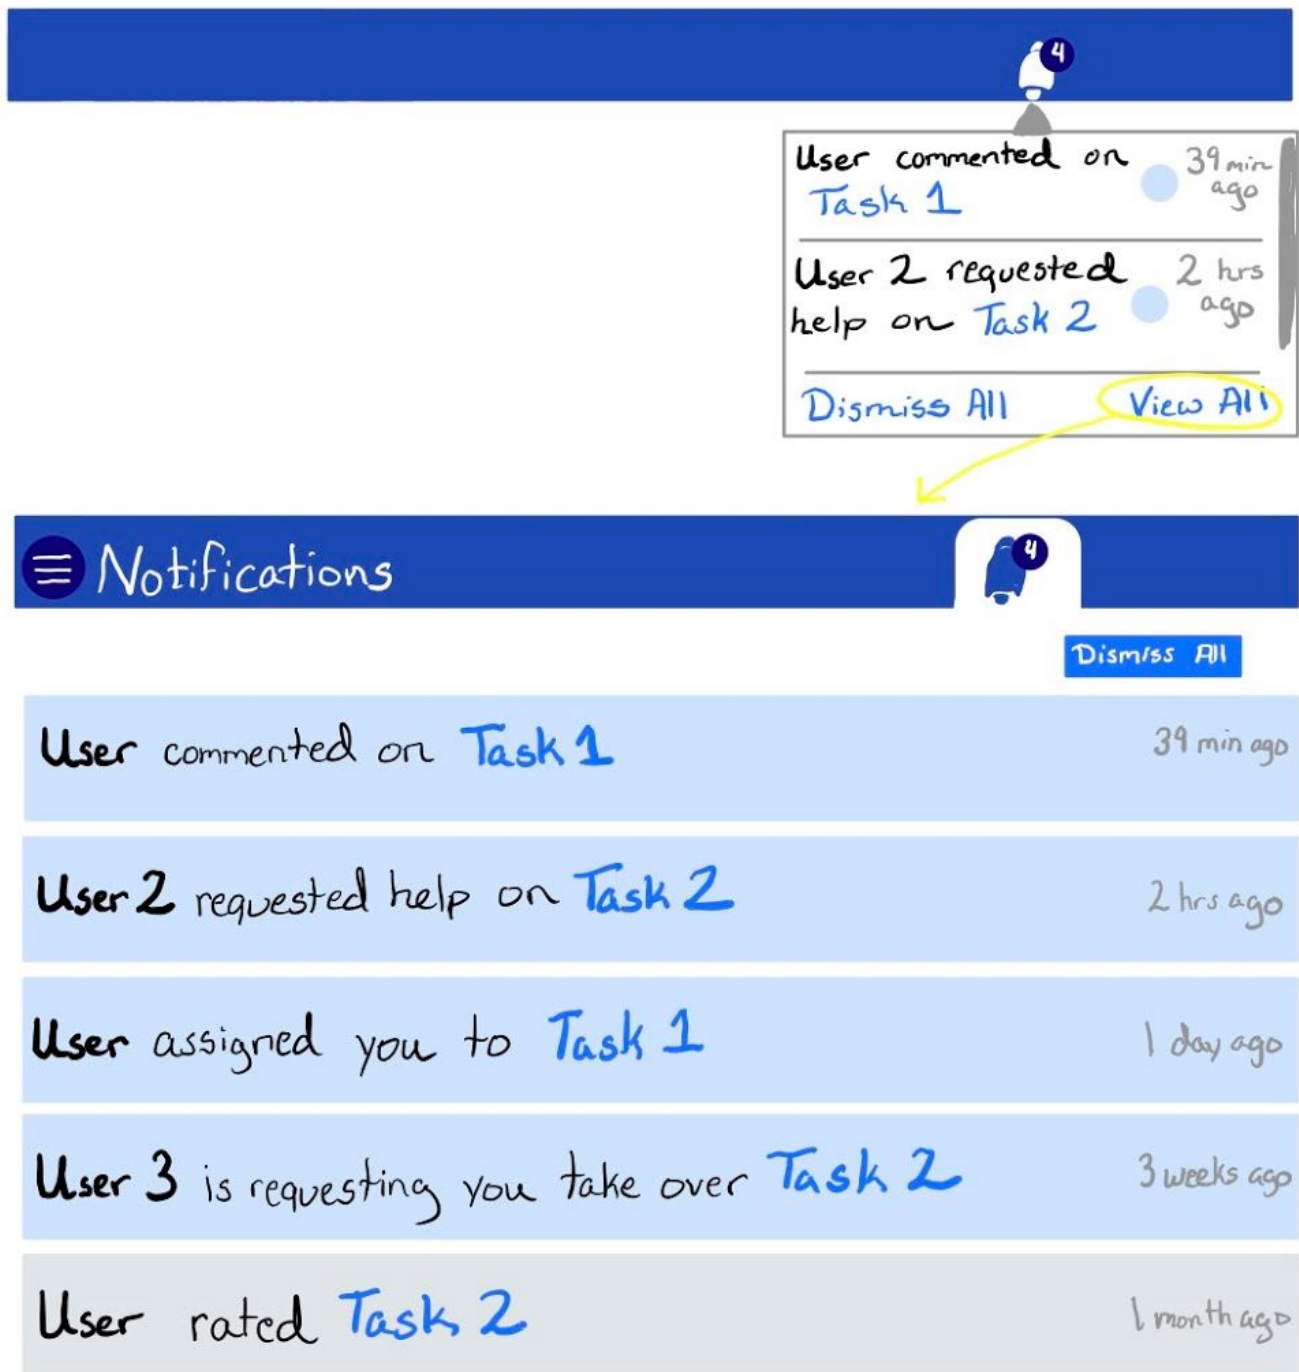 4
User commented on
39 min
Task 1
ago
User 2 requested
2 hrs
help on Task 2
ago
Dismiss All View All
Notifications
4
Dismiss All
User commented on Task 1 39 min ago
User 2 requested help on Task 2 2 hrs ago
User assigned you to Task 1 1 day ago
User 3 is requesting you take over Task 2 3 weeks ago
User rated Task 2 1 month ago